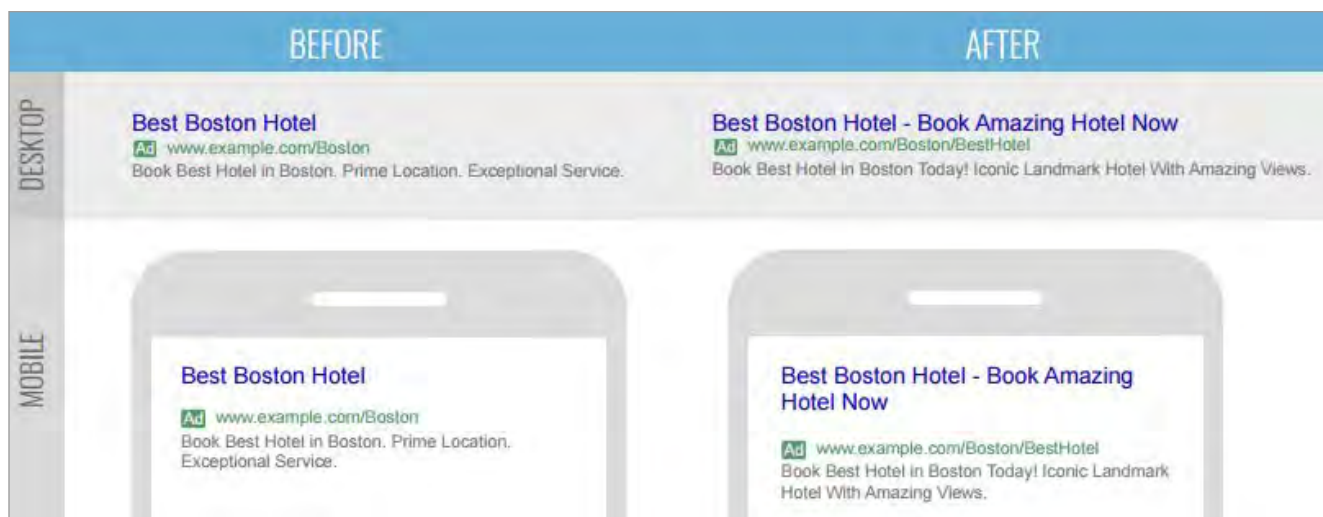 BEFORE
AFTER
DESKTOP
Best Boston Hotel
Ad www.example.com/Boston
Book Best Hotel in Boston. Prime Location. Exceptional Service.
Best Boston Hotel - Book Amazing Hotel Now
Ad www.example.com/Boston/BestHotel
Book Best Hotel in Boston Today! Iconic Landmark Hotel With Amazing Views.
MOBILE
Best Boston Hotel
Ad www.example.com/Boston
Book Best Hotel in Boston. Prime Location.
Exceptional Service.
Best Boston Hotel - Book Amazing
Hotel Now
Ad www.example.com/Boston/BestHotel
Book Best Hotel in Boston Today! Iconic Landmark
Hotel With Amazing Views.